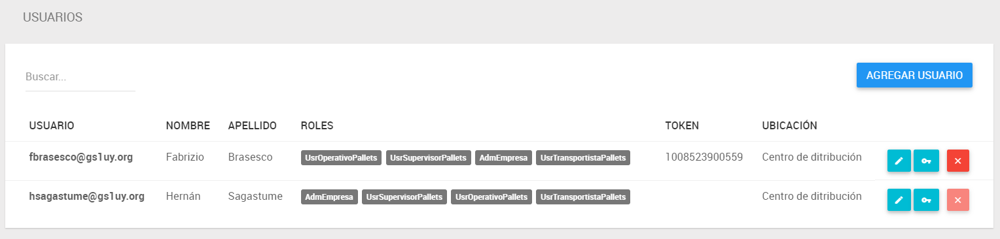 USUARIOS
Buscar...
AGREGAR USUARIO
USUARIO NOMBRE APELLIDO ROLES TOKEN UBICACIÓN
fbrasesco@gs1uy.org Fabrizio Brasesco UsrOperativoPallets UsrSupervisorPallets AdmEmpresa UsrTransportistaPallets 1008523900559 Centro de ditribución
hsagastume@gs1uy.org Hernán Sagastume AdmEmpresa UsrSupervisorPallets UsrOperativoPallets UsrTransportistaPallets Centro de ditribución